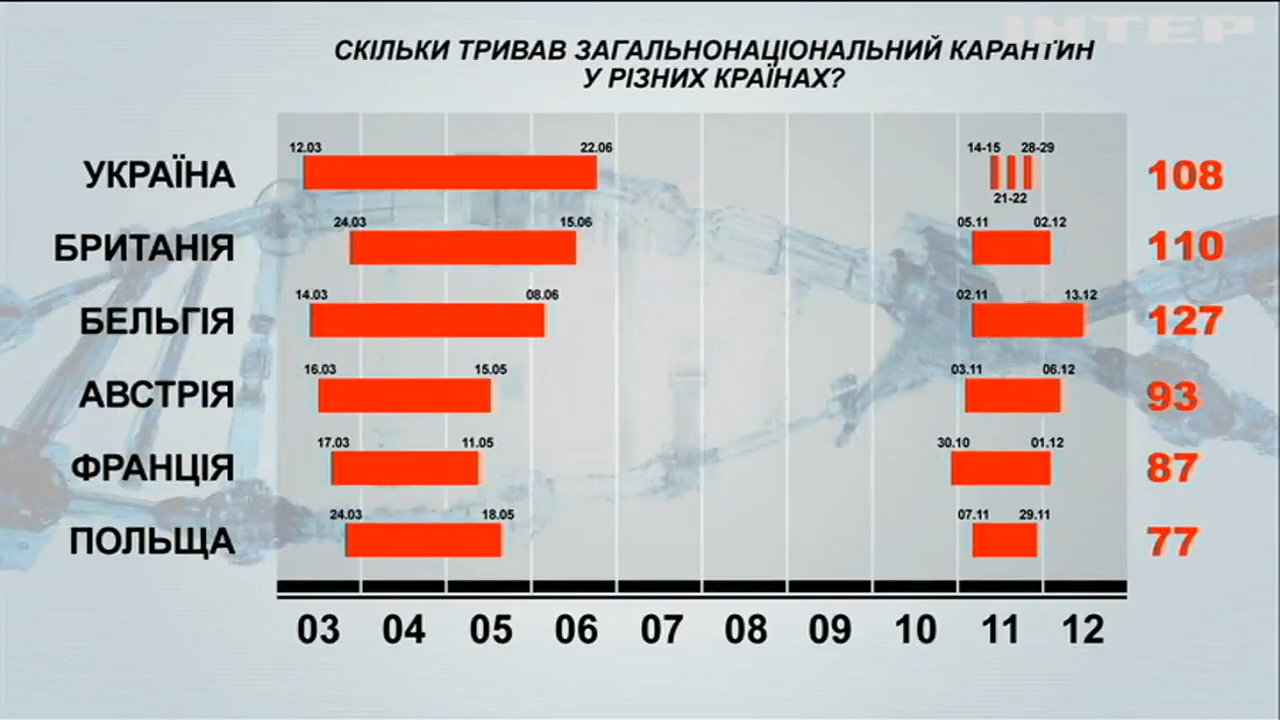 ІНТЕР
СКІЛЬКИ ТРИВАВ ЗАГАЛЬНОНАЦІОНАЛЬНИЙ КАРАНТИН
У РІЗНИХ КРАЇНАХ?
12.03 22.06 14-15 28-29
УКРАЇНА 108
21-22
24.03 15.06 05.11 02.12
БРИТАНІЯ 110
14.03 08.06 02.11 13.12
БЕЛЬГІЯ 127
16.03 15.05 03.11 06.12
АВСТРІЯ 93
17.03 11.05 30.10 01.12
ФРАНЦІЯ 87
24.03 18.05 07.11 29.11
ПОЛЬЩА 77
03 04 05 06 07 08 09 10 11 12